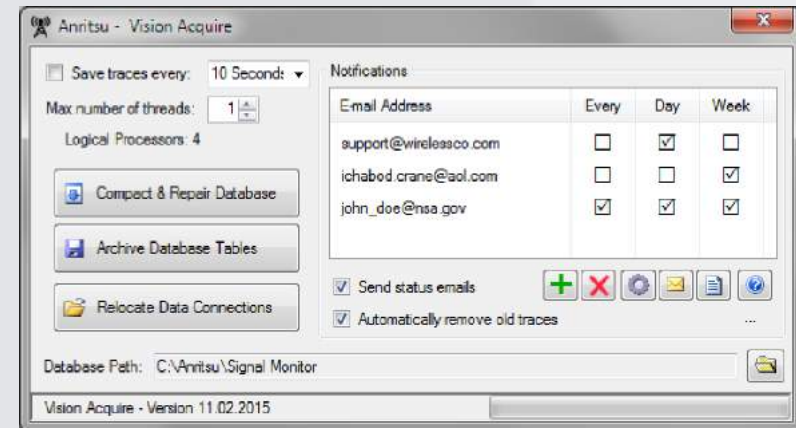 Anritsu - Vision Acquire
Save traces every: 10 Second:
Max number of threads: 1
Logical Processors: 4
Compact & Repair Database
Archive Database Tables
Relocate Data Connections
Notifications
E-mail Address Every Day Week
support@wirelessco.com
ichabod.crane@aol.com
john_doe@nsa.gov
Send status emails
Automatically remove old traces ...
Database Path: C:\Anritsu\Signal Monitor
Vision Acquire - Version 11.02.2015